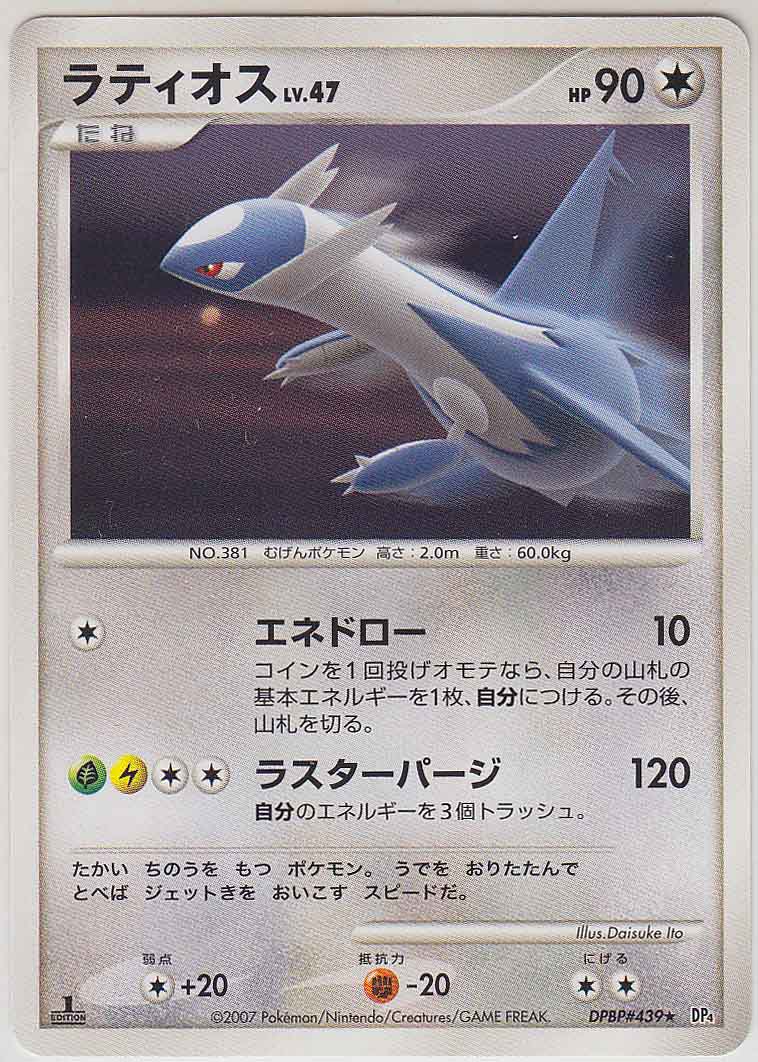 ラティオス LV.47 HP 90
たね
NO.381 むげんポケモン 高さ:2.0m 重さ:60.0kg
エネドロー 10
コインを1回投げオモテなら、自分の山札の
基本エネルギーを1枚、自分につける。その後、
山札を切る。
ラスターパージ 120
自分のエネルギーを3個トラッシュ。
たかい ちのうを もつ ポケモン。 うでを おりたたんで
とべば ジェットきを おいこす スピードだ。
Illus.Daisuke Ito
弱点 抵抗力 にげる
+20 -20
1 EDITION ©2007 Pokémon/Nintendo/Creatures/GAME FREAK. DPBP#439★ DP4